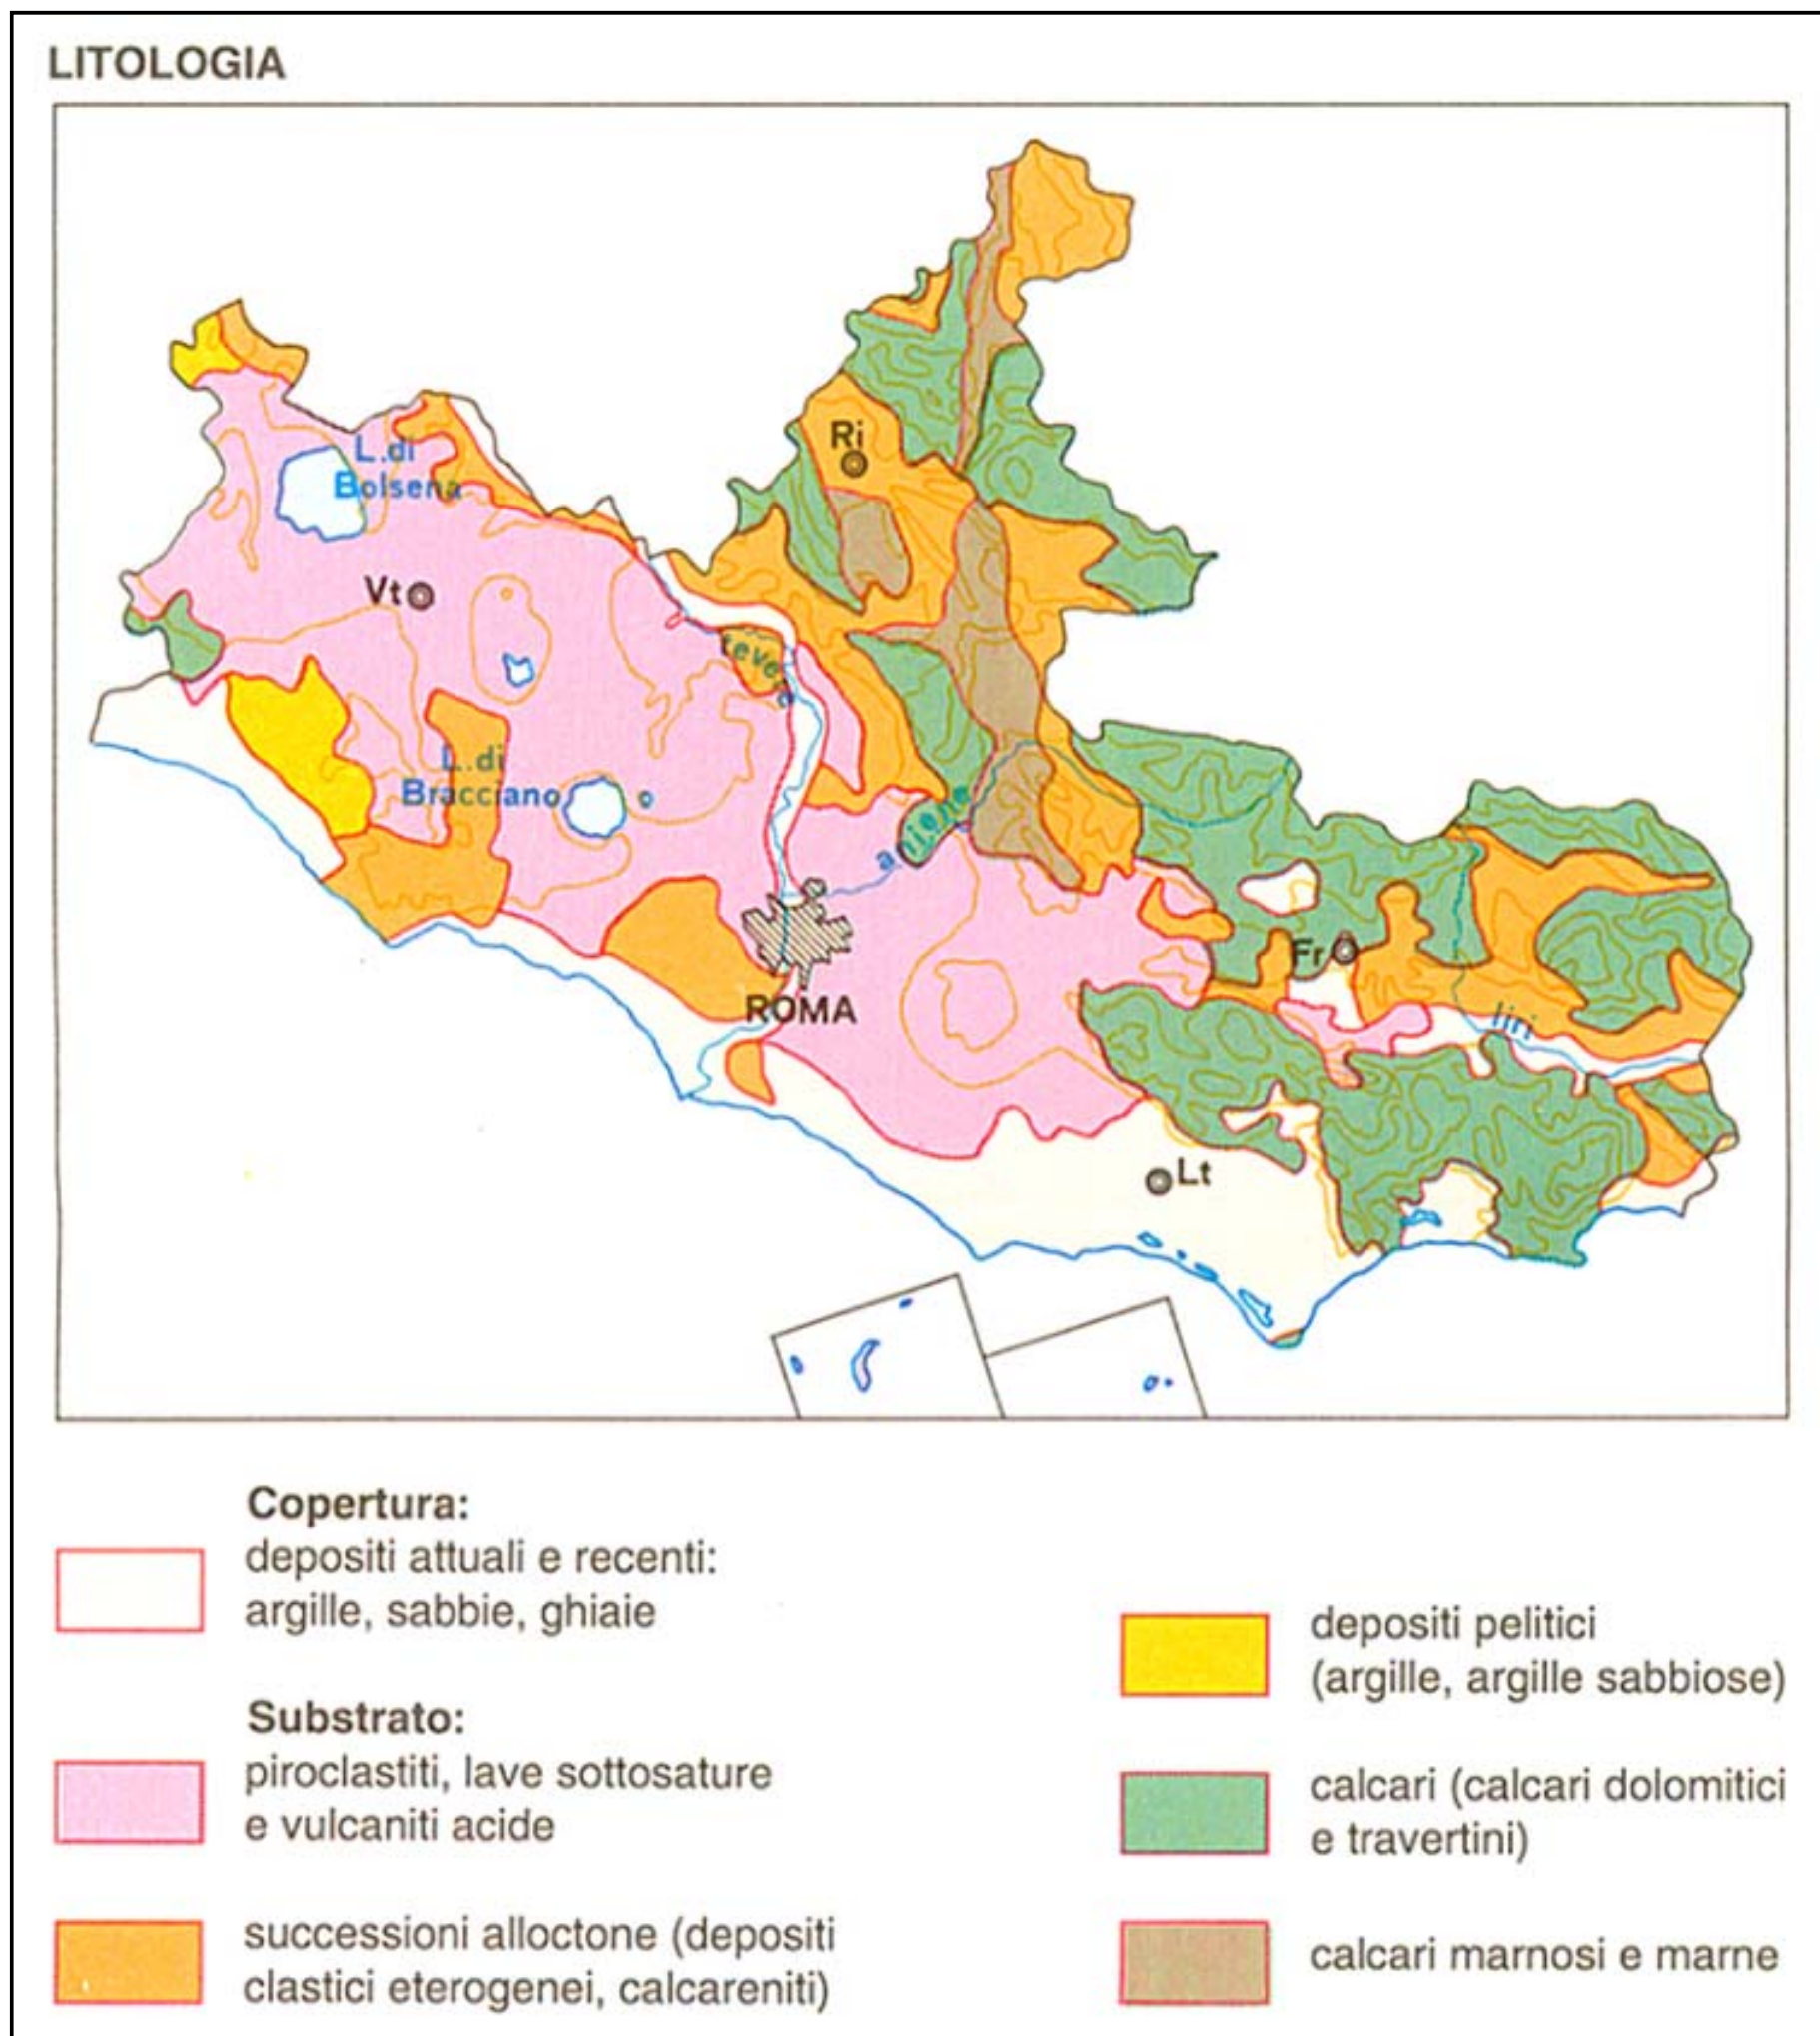 LITOLOGIA
Ri
L.di
Bolsena
Vt
tevere
L.di
Bracciano
aniene
Fr
ROMA
liri
Lt
Copertura:
depositi attuali e recenti:
argille, sabbie, ghiaie
Substrato:
piroclastiti, lave sottosature
e vulcaniti acide
successioni alloctone (depositi
clastici eterogenei, calcareniti)
depositi pelitici
(argille, argille sabbiose)
calcari (calcari dolomitici
e travertini)
calcari marnosi e marne